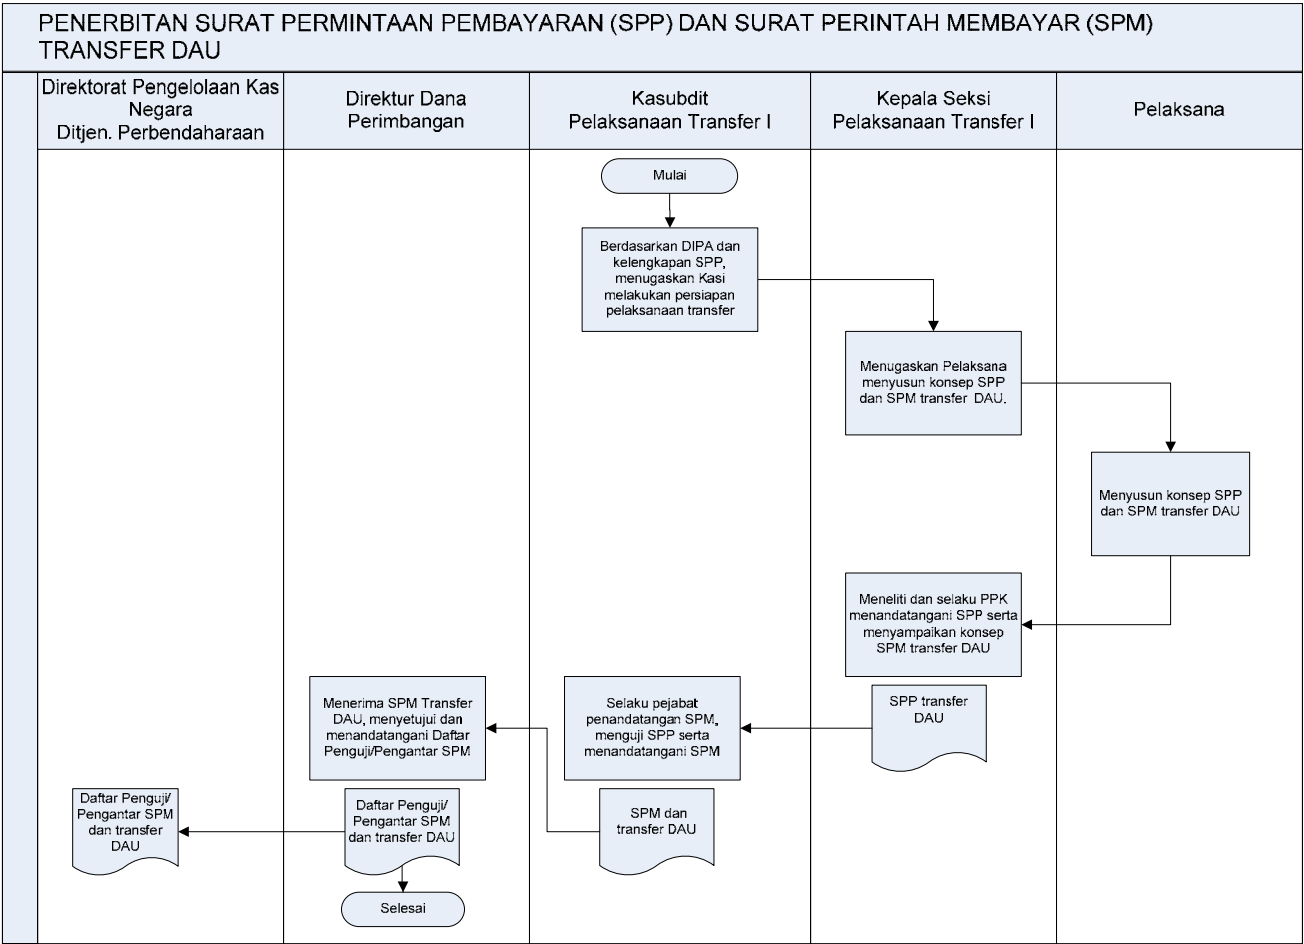 PENERBITAN SURAT PERMINTAAN PEMBAYARAN (SPP) DAN SURAT PERINTAH MEMBAYAR (SPM)
TRANSFER DAU
Direktorat Pengelolaan Kas
Negara
Ditjen. Perbendaharaan
Direktur Dana
Perimbangan
Kasubdit
Pelaksanaan Transfer I
Kepala Seksi
Pelaksanaan Transfer I
Pelaksana
Mulai
Berdasarkan DIPA dan
kelengkapan SPP,
menugaskan Kasi
melakukan persiapan
pelaksanaan transfer
Menugaskan Pelaksana
menyusun konsep SPP
dan SPM transfer DAU.
Menyusun konsep SPP
dan SPM transfer DAU
Meneliti dan selaku PPK
menandatangani SPP serta
menyampaikan konsep
SPM transfer DAU
SPP transfer
DAU
Selaku pejabat
penandatangan SPM,
menguji SPP serta
menandatangani SPM
SPM dan
transfer DAU
Menerima SPM Transfer
DAU, menyetujui dan
menandatangani Daftar
Penguji/Pengantar SPM
Daftar Penguji/
Pengantar SPM
dan transfer DAU
Daftar Penguji/
Pengantar SPM
dan transfer
DAU
Selesai